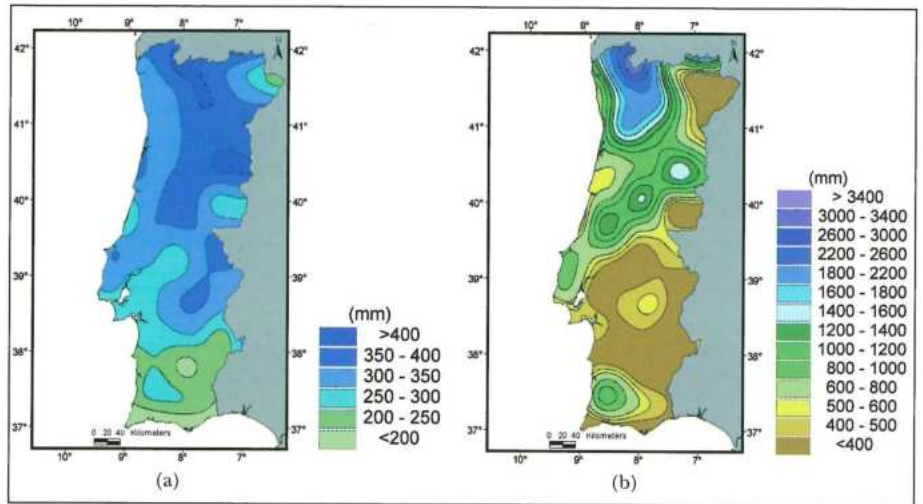 10° 9° 8° 7°
42° 42°
41° 41°
40° 40°
39° 39°
38° 38°
37° 37°
N
0 20 40 Kilometers
10° 9° 8° 7°
(mm)
>400
350 - 400
300 - 350
250 - 300
200 - 250
<200
(a)
10° 9° 8° 7°
42° 42°
41° 41°
40° 40°
39° 39°
38° 38°
37° 37°
N
0 20 40 Kilometers
10° 9° 8° 7°
(mm)
> 3400
3000 - 3400
2600 - 3000
2200 - 2600
1800 - 2200
1600 - 1800
1400 - 1600
1200 - 1400
1000 - 1200
800 - 1000
600 - 800
500 - 600
400 - 500
<400
(b)